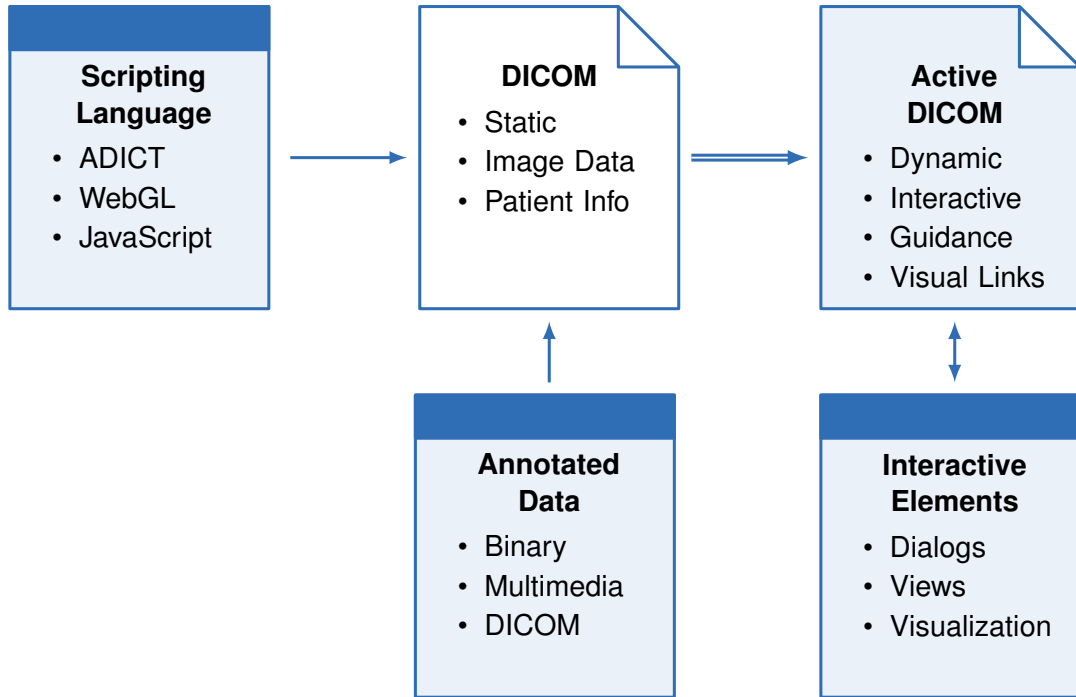 Scripting
Language
• ADICT
• WebGL
• JavaScript
DICOM
• Static
• Image Data
• Patient Info
Active
DICOM
• Dynamic
• Interactive
• Guidance
• Visual Links
Annotated
Data
• Binary
• Multimedia
• DICOM
Interactive
Elements
• Dialogs
• Views
• Visualization